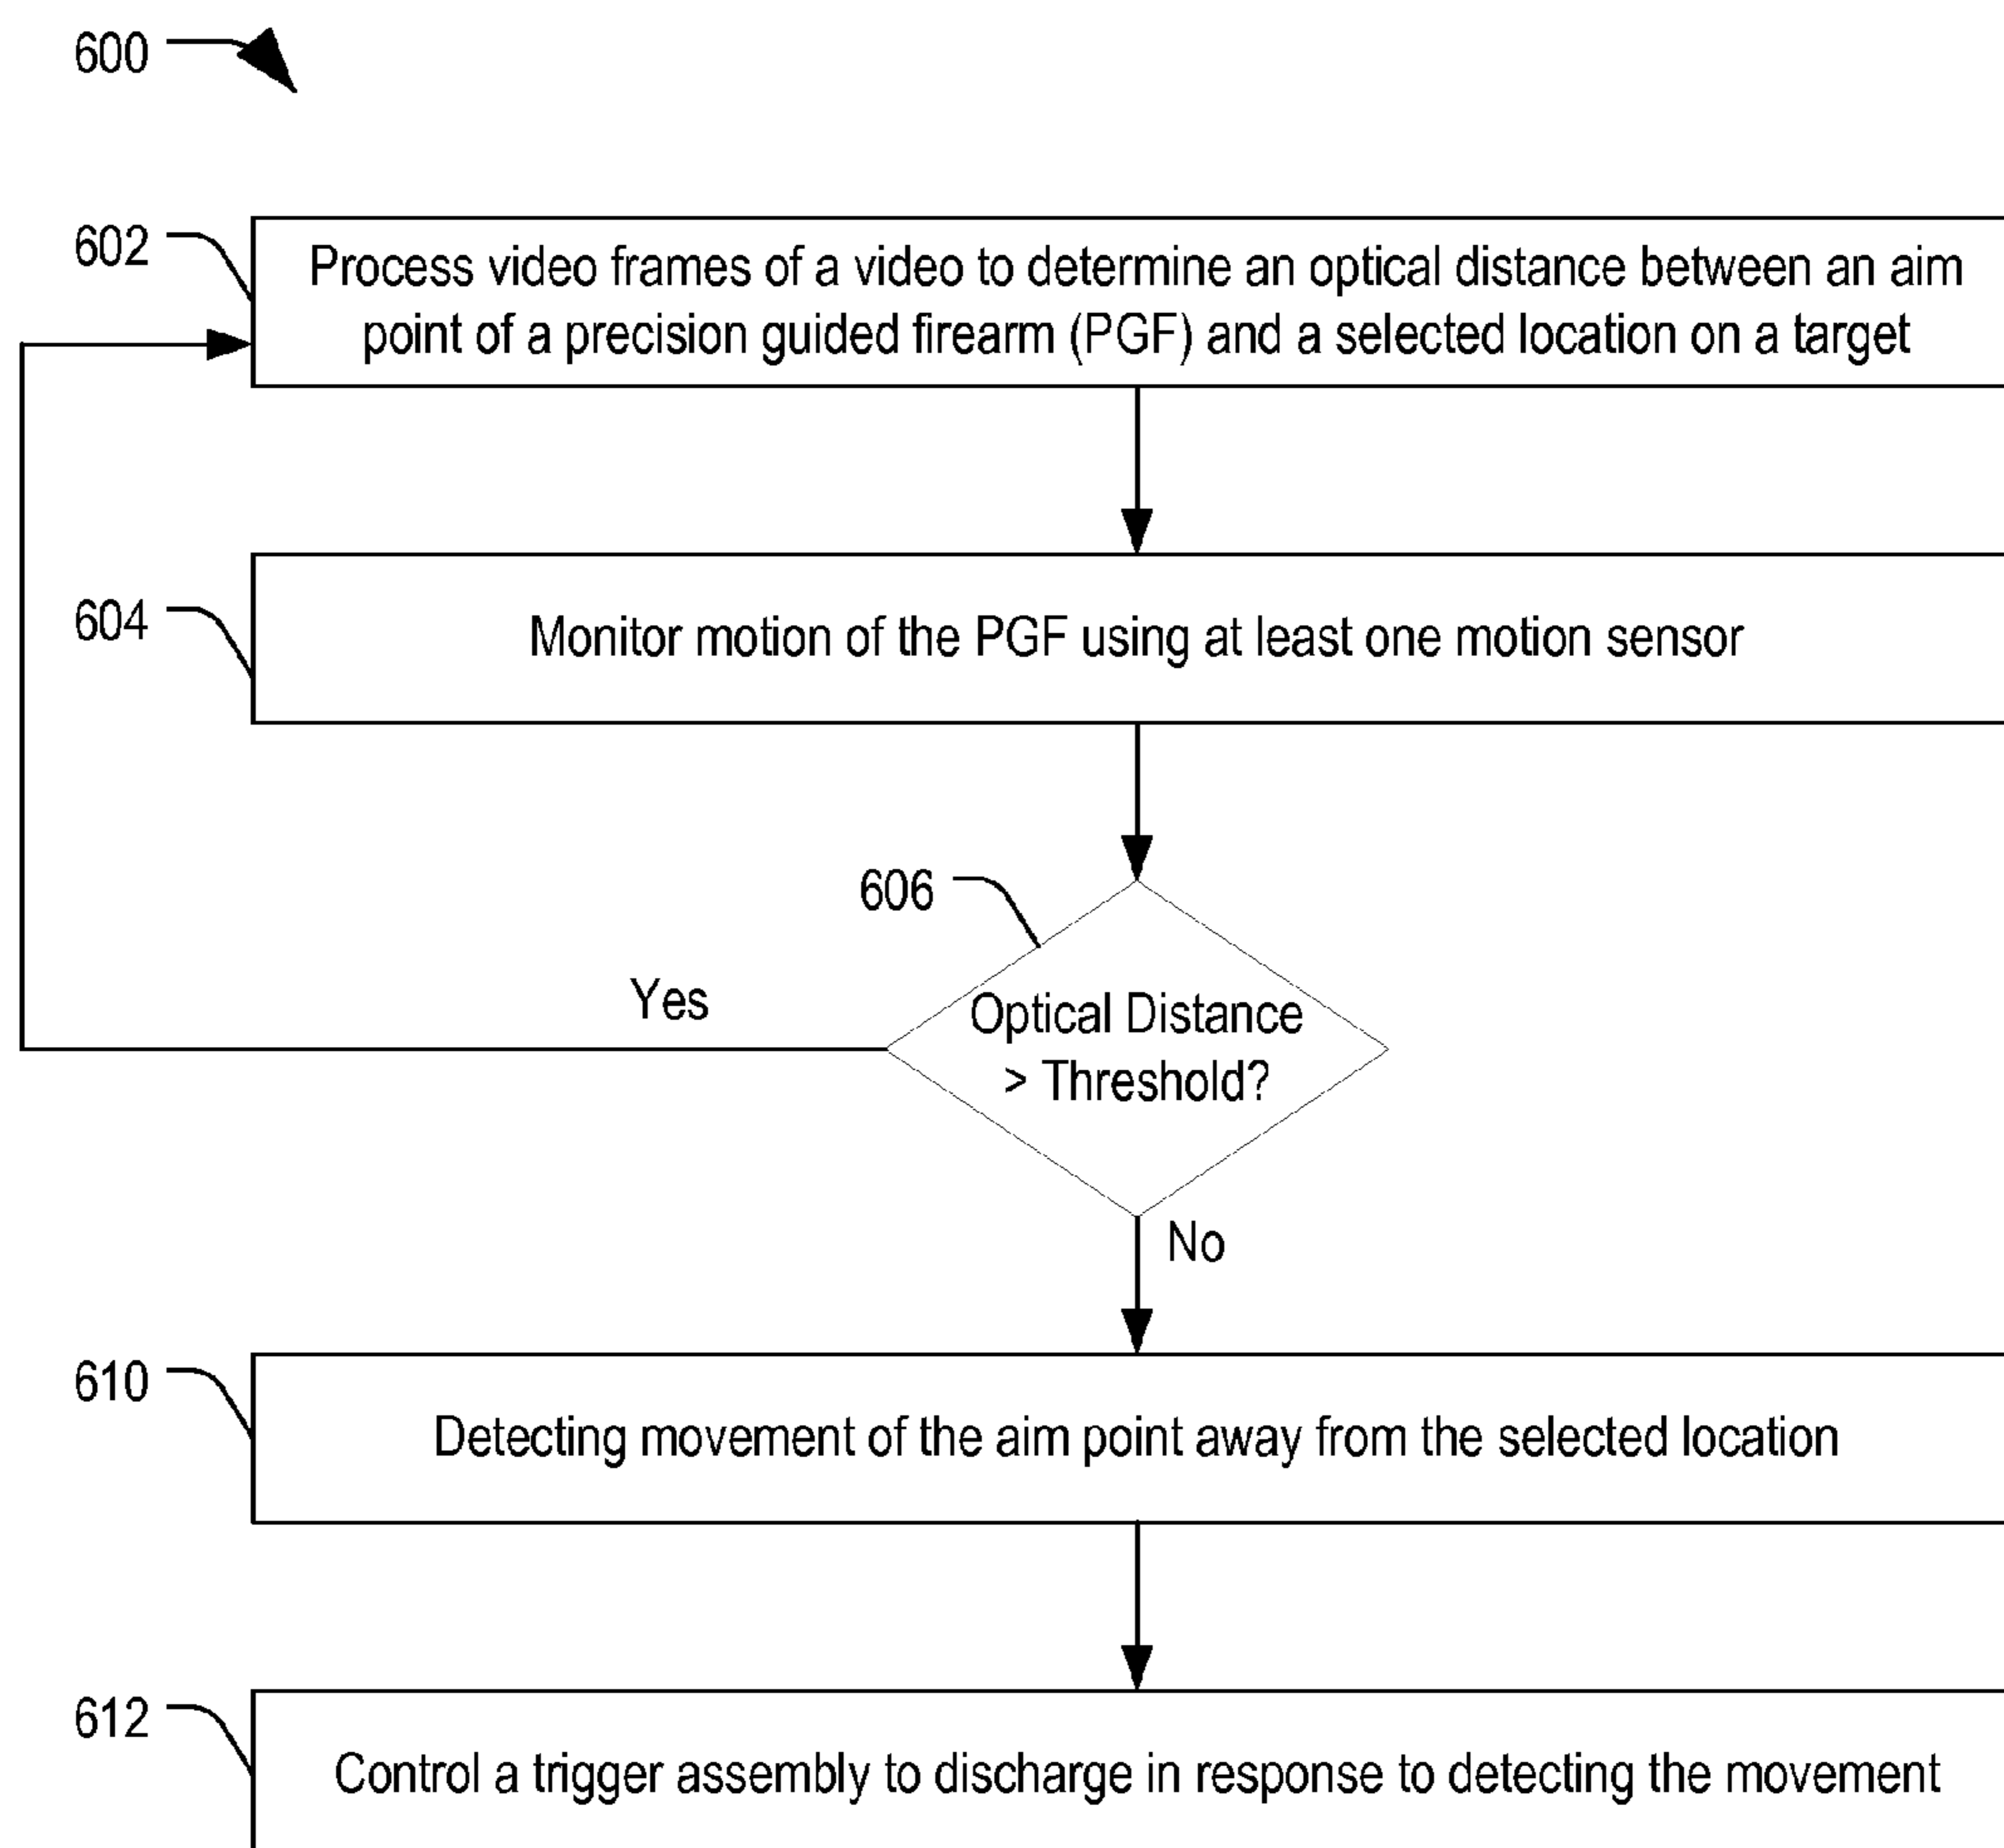 600
602
Process video frames of a video to determine an optical distance between an aim
point of a precision guided firearm (PGF) and a selected location on a target
604
Monitor motion of the PGF using at least one motion sensor
606
Yes
Optical Distance
> Threshold?
No
610
Detecting movement of the aim point away from the selected location
612
Control a trigger assembly to discharge in response to detecting the movement